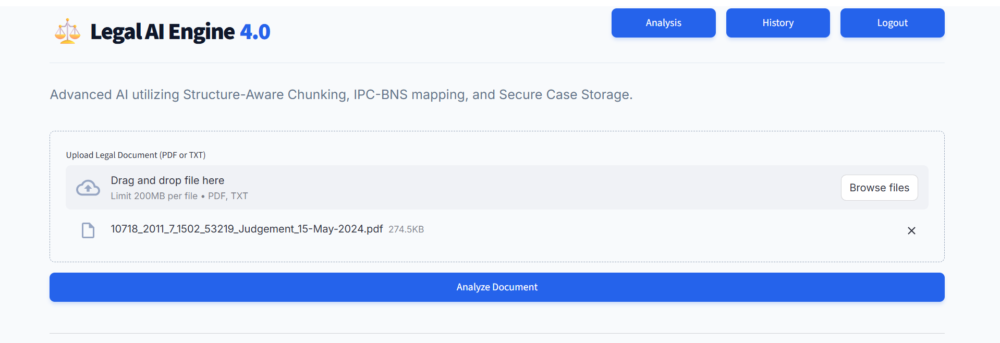 Legal AI Engine 4.0
Analysis
History
Logout
Advanced AI utilizing Structure-Aware Chunking, IPC-BNS mapping, and Secure Case Storage.
Upload Legal Document (PDF or TXT)
Drag and drop file here
Limit 200MB per file • PDF, TXT
Browse files
10718_2011_7_1502_53219_Judgement_15-May-2024.pdf 274.5KB
Analyze Document